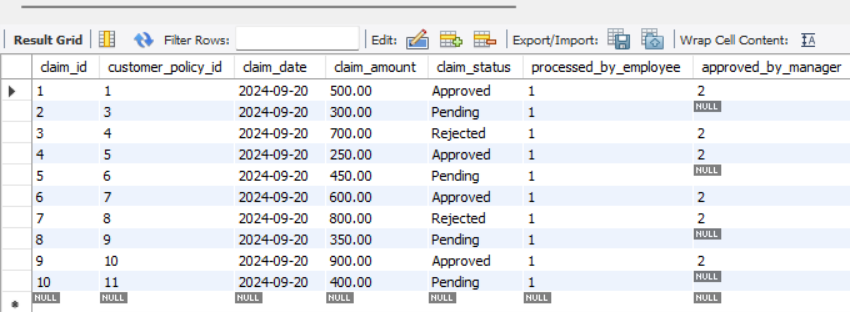 Result Grid Filter Rows: Edit: Export/Import: Wrap Cell Content: IA
claim_id customer_policy_id claim_date claim_amount claim_status processed_by_employee approved_by_manager
1 1 2024-09-20 500.00 Approved 1 2
2 3 2024-09-20 300.00 Pending 1 NULL
3 4 2024-09-20 700.00 Rejected 1 2
4 5 2024-09-20 250.00 Approved 1 2
5 6 2024-09-20 450.00 Pending 1 NULL
6 7 2024-09-20 600.00 Approved 1 2
7 8 2024-09-20 800.00 Rejected 1 2
8 9 2024-09-20 350.00 Pending 1 NULL
9 10 2024-09-20 900.00 Approved 1 2
10 11 2024-09-20 400.00 Pending 1 NULL
NULL NULL NULL NULL NULL NULL NULL